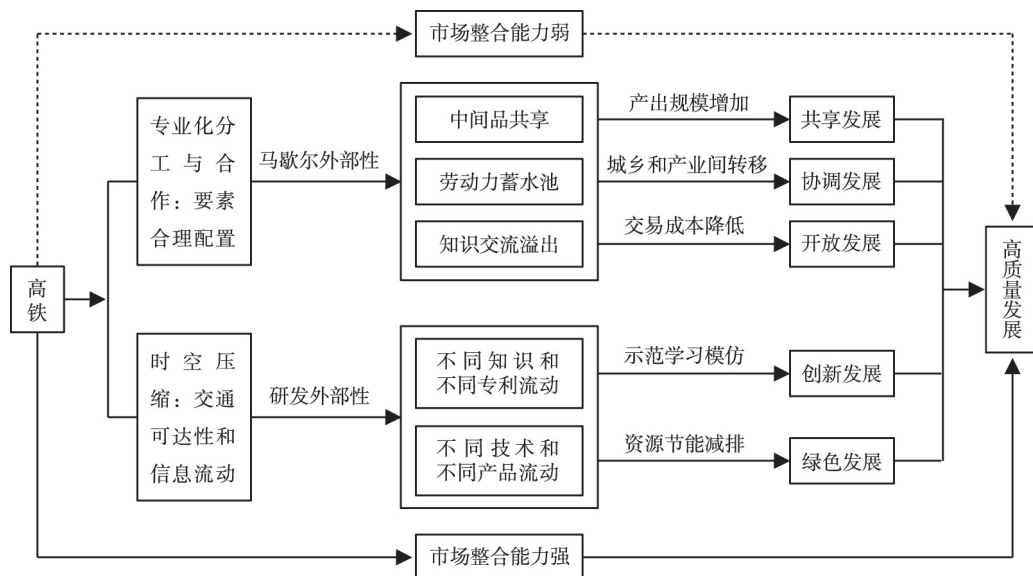 市场整合能力弱
专业化分
工与合
作：要素
合理配置
马歇尔外部性
中间品共享
劳动力蓄水池
知识交流溢出
产出规模增加
城乡和产业间转移
交易成本降低
共享发展
协调发展
开放发展
高
铁
高
质
量
发
展
时空压
缩：交通
可达性和
信息流动
研发外部性
不同知识和
不同专利流动
不同技术和
不同产品流动
示范学习模仿
资源节能减排
创新发展
绿色发展
市场整合能力强